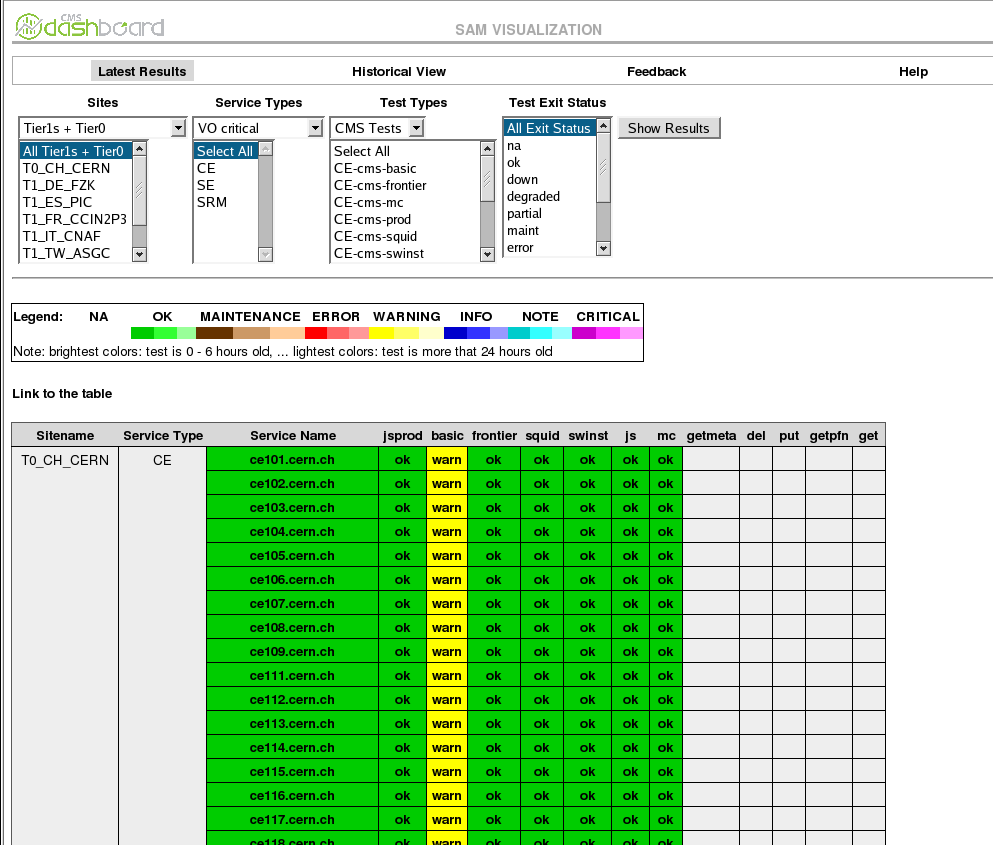 CMS
dashboard
SAM VISUALIZATION
Latest Results Historical View Feedback Help
Sites Service Types Test Types Test Exit Status
Tier1s + Tier0 VO critical CMS Tests All Exit Status Show Results
All Tier1s + Tier0 Select All Select All na
T0_CH_CERN CE CE-cms-basic ok
T1_DE_FZK SE CE-cms-frontier down
T1_ES_PIC SRM CE-cms-mc degraded
T1_FR_CCIN2P3 CE-cms-prod partial
T1_IT_CNAF CE-cms-squid maint
T1_TW_ASGC CE-cms-swinst error
Legend: NA OK MAINTENANCE ERROR WARNING INFO NOTE CRITICAL
Note: brightest colors: test is 0 - 6 hours old, ... lightest colors: test is more that 24 hours old
Link to the table
Sitename Service Type Service Name jsprod basic frontier squid swinst js mc getmeta del put getpfn get
T0_CH_CERN CE ce101.cern.ch ok warn ok ok ok ok ok
ce102.cern.ch ok warn ok ok ok ok ok
ce103.cern.ch ok warn ok ok ok ok ok
ce104.cern.ch ok warn ok ok ok ok ok
ce105.cern.ch ok warn ok ok ok ok ok
ce106.cern.ch ok warn ok ok ok ok ok
ce107.cern.ch ok warn ok ok ok ok ok
ce108.cern.ch ok warn ok ok ok ok ok
ce109.cern.ch ok warn ok ok ok ok ok
ce111.cern.ch ok warn ok ok ok ok ok
ce112.cern.ch ok warn ok ok ok ok ok
ce113.cern.ch ok warn ok ok ok ok ok
ce114.cern.ch ok warn ok ok ok ok ok
ce115.cern.ch ok warn ok ok ok ok ok
ce116.cern.ch ok warn ok ok ok ok ok
ce117.cern.ch ok warn ok ok ok ok ok
ce118.cern.ch ok warn ok ok ok ok ok